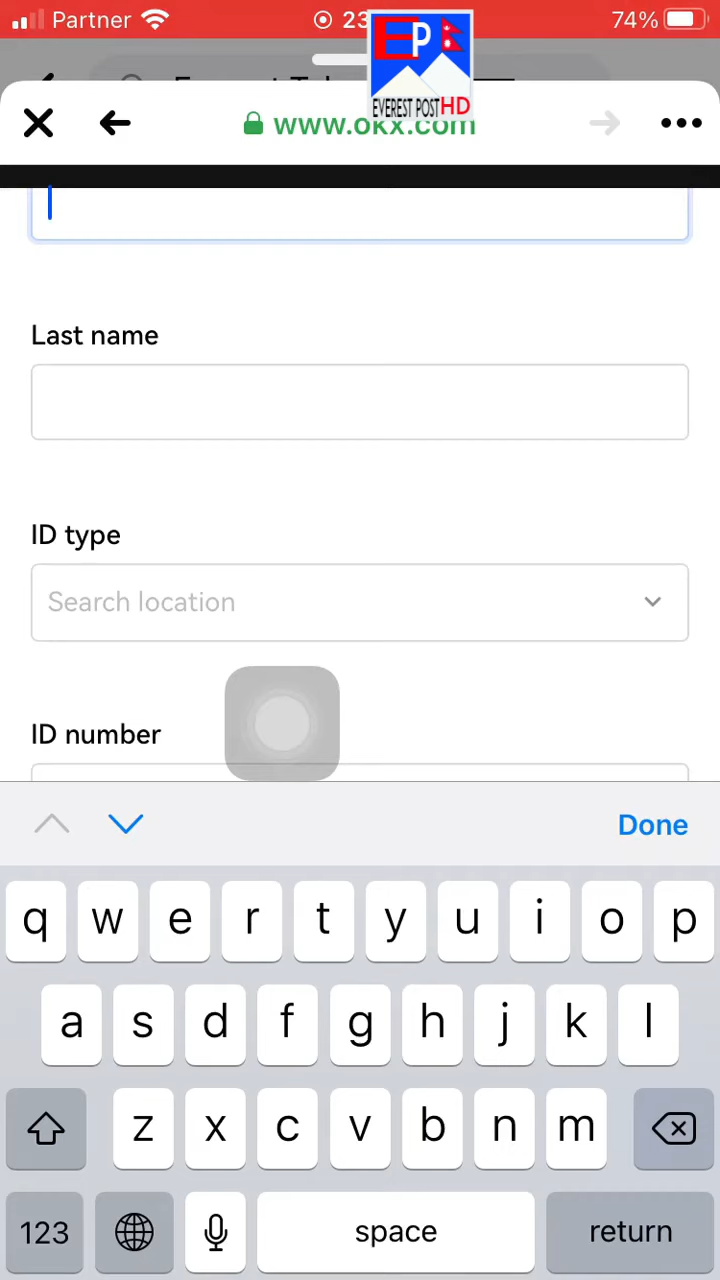 Partner 23 74%
EP
EVEREST POST HD
www.okx.com
Last name
ID type
Search location
ID number
Done
q w e r t y u i o p
a s d f g h j k l
z x c v b n m
123 space return